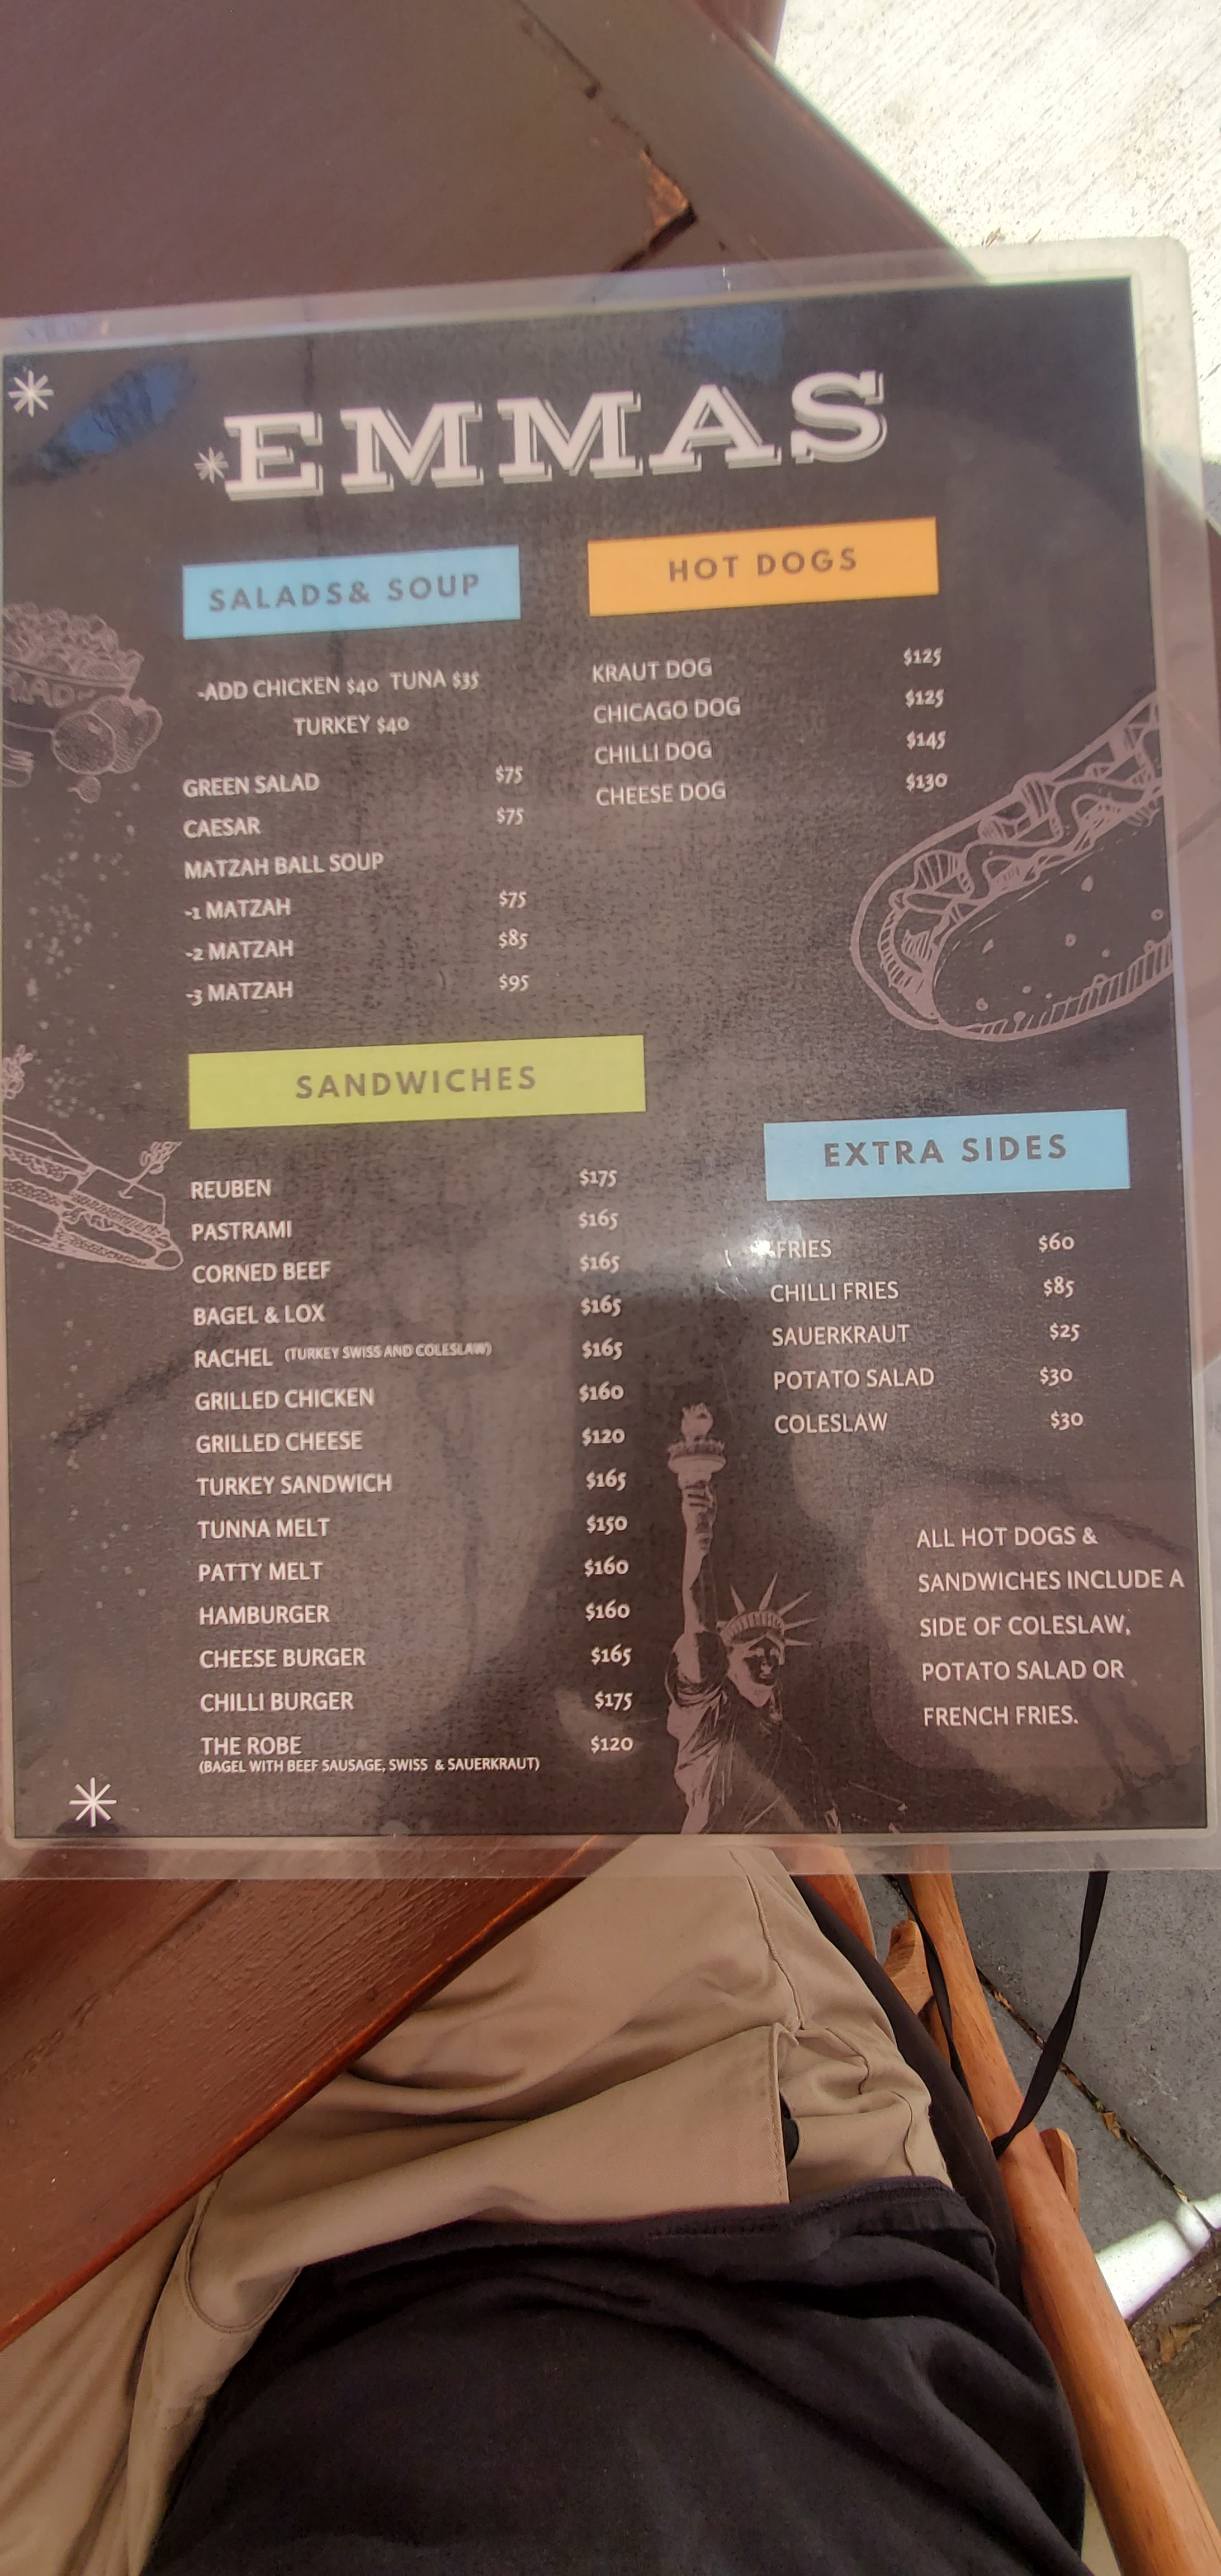 EMMAS
SALADS& SOUP
-ADD CHICKEN $40 TUNA $35
TURKEY $40
GREEN SALAD $75
CAESAR $75
MATZAH BALL SOUP
-1 MATZAH $75
-2 MATZAH $85
-3 MATZAH $95
HOT DOGS
KRAUT DOG $125
CHICAGO DOG $125
CHILLI DOG $145
CHEESE DOG $130
SANDWICHES
REUBEN $175
PASTRAMI $165
CORNED BEEF $165
BAGEL & LOX $165
RACHEL (TURKEY SWISS AND COLESLAW) $165
GRILLED CHICKEN $160
GRILLED CHEESE $120
TURKEY SANDWICH $165
TUNNA MELT $150
PATTY MELT $160
HAMBURGER $160
CHEESE BURGER $165
CHILLI BURGER $175
THE ROBE $120
(BAGEL WITH BEEF SAUSAGE, SWISS & SAUERKRAUT)
EXTRA SIDES
FRIES $60
CHILLI FRIES $85
SAUERKRAUT $25
POTATO SALAD $30
COLESLAW $30
ALL HOT DOGS &
SANDWICHES INCLUDE A
SIDE OF COLESLAW,
POTATO SALAD OR
FRENCH FRIES.